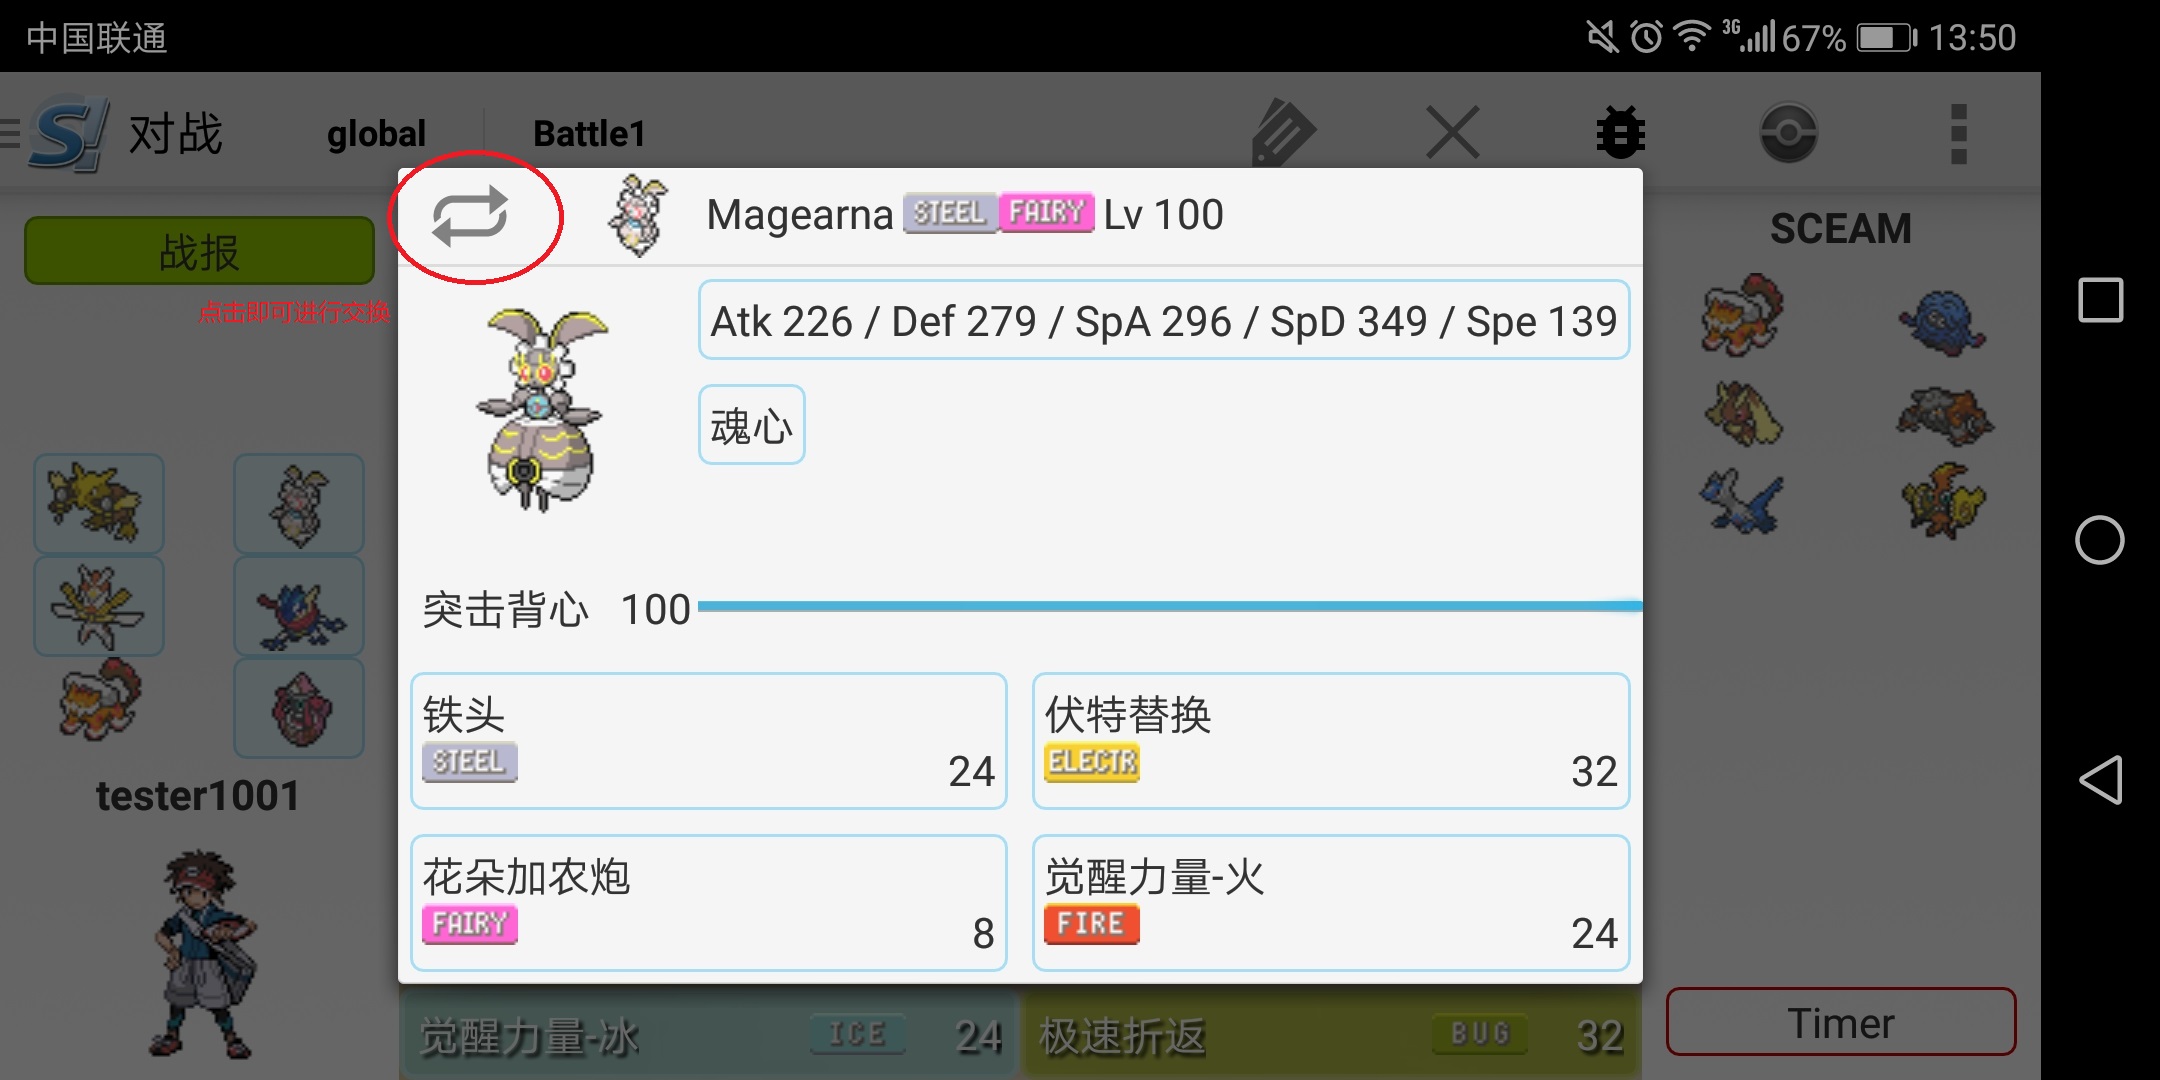 中国联通
3G 67% 13:50
S! 对战 global Battle1
战报
点击即可进行交换
tester1001
Magearna STEEL FAIRY Lv 100
Atk 226 / Def 279 / SpA 296 / SpD 349 / Spe 139
魂心
突击背心 100
铁头
STEEL 24
伏特替换
ELECTR 32
花朵加农炮
FAIRY 8
觉醒力量-火
FIRE 24
觉醒力量-冰 ICE 24
极速折返 BUG 32
SCEAM
Timer